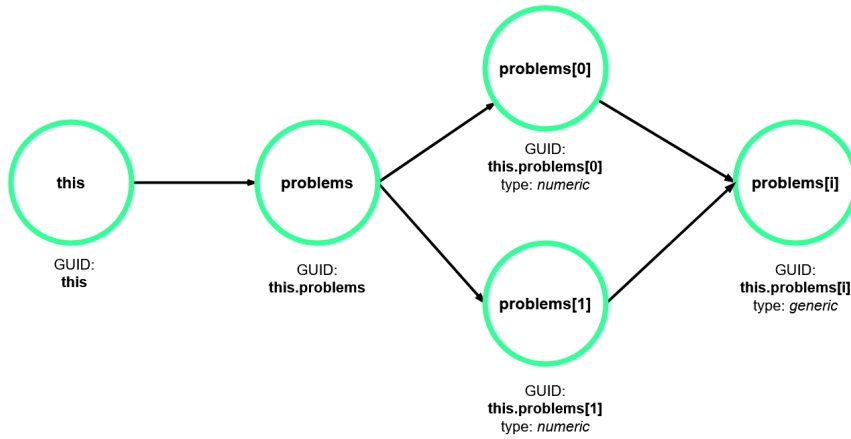 this
GUID:
this
problems
GUID:
this.problems
problems[0]
GUID:
this.problems[0]
type: numeric
problems[1]
GUID:
this.problems[1]
type: numeric
problems[i]
GUID:
this.problems[i]
type: generic